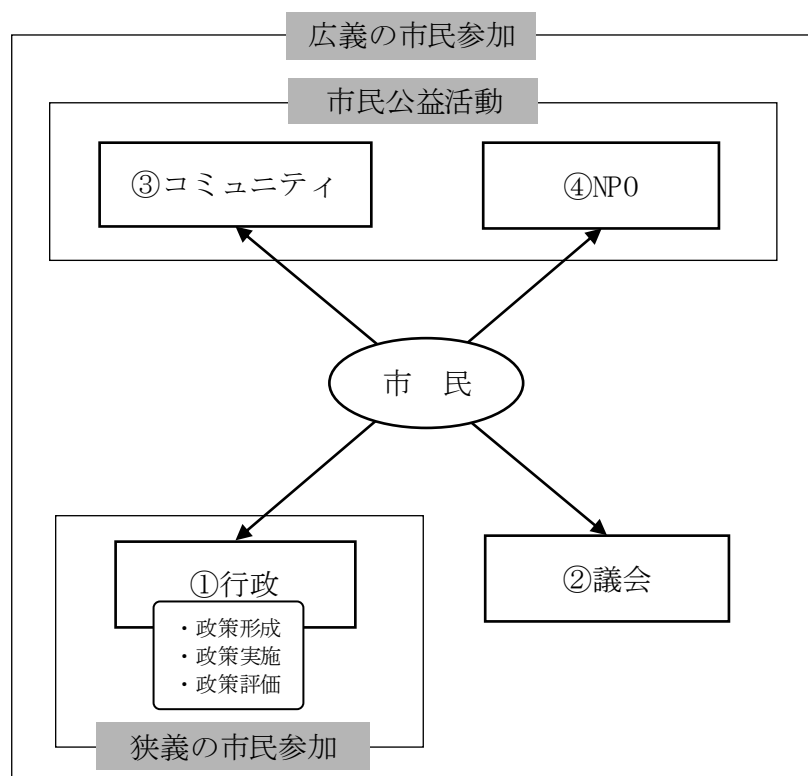 広義の市民参加
市民公益活動
③コミュニティ
④NPO
市　民
①行政
・政策形成
・政策実施
・政策評価
②議会
狭義の市民参加